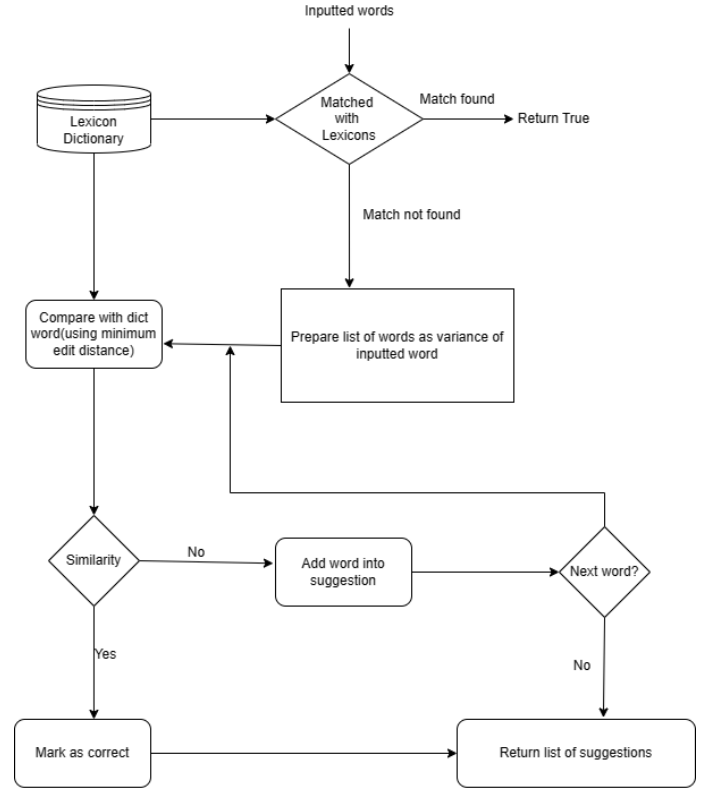 Inputted words
Lexicon
Dictionary
Matched
with
Lexicons
Match found
Return True
Match not found
Compare with dict
word(using minimum
edit distance)
Prepare list of words as variance of
inputted word
Similarity
No
Add word into
suggestion
Next word?
Yes
No
Mark as correct
Return list of suggestions